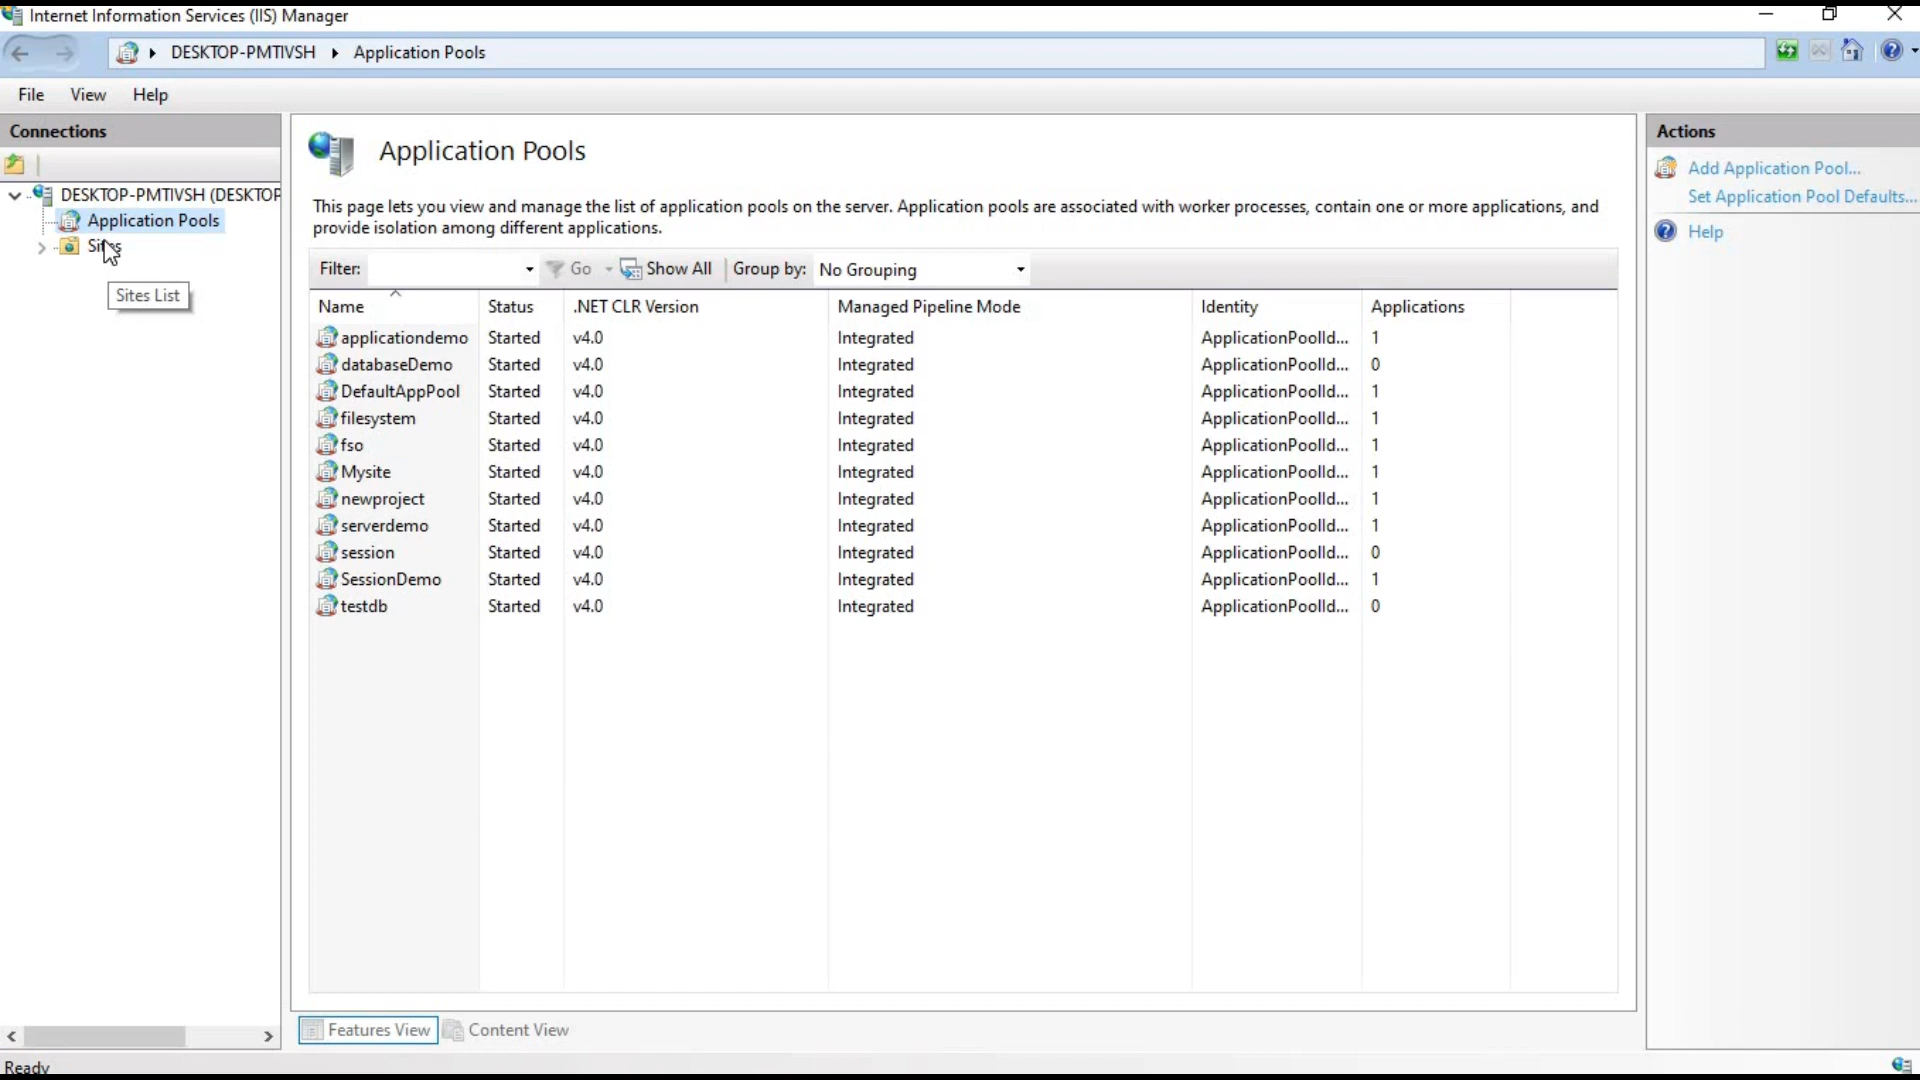 Internet Information Services (IIS) Manager
DESKTOP-PMTIVSH Application Pools
File View Help
Connections
DESKTOP-PMTIVSH (DESKTOP
Application Pools
Sites
Sites List
Application Pools
This page lets you view and manage the list of application pools on the server. Application pools are associated with worker processes, contain one or more applications, and
provide isolation among different applications.
Filter: Go Show All Group by: No Grouping
Name Status .NET CLR Version Managed Pipeline Mode Identity Applications
applicationdemo Started v4.0 Integrated ApplicationPoolId... 1
databaseDemo Started v4.0 Integrated ApplicationPoolId... 0
DefaultAppPool Started v4.0 Integrated ApplicationPoolId... 1
filesystem Started v4.0 Integrated ApplicationPoolId... 1
fso Started v4.0 Integrated ApplicationPoolId... 1
Mysite Started v4.0 Integrated ApplicationPoolId... 1
newproject Started v4.0 Integrated ApplicationPoolId... 1
serverdemo Started v4.0 Integrated ApplicationPoolId... 1
session Started v4.0 Integrated ApplicationPoolId... 0
SessionDemo Started v4.0 Integrated ApplicationPoolId... 1
testdb Started v4.0 Integrated ApplicationPoolId... 0
Features View Content View
Actions
Add Application Pool...
Set Application Pool Defaults...
Help
Ready